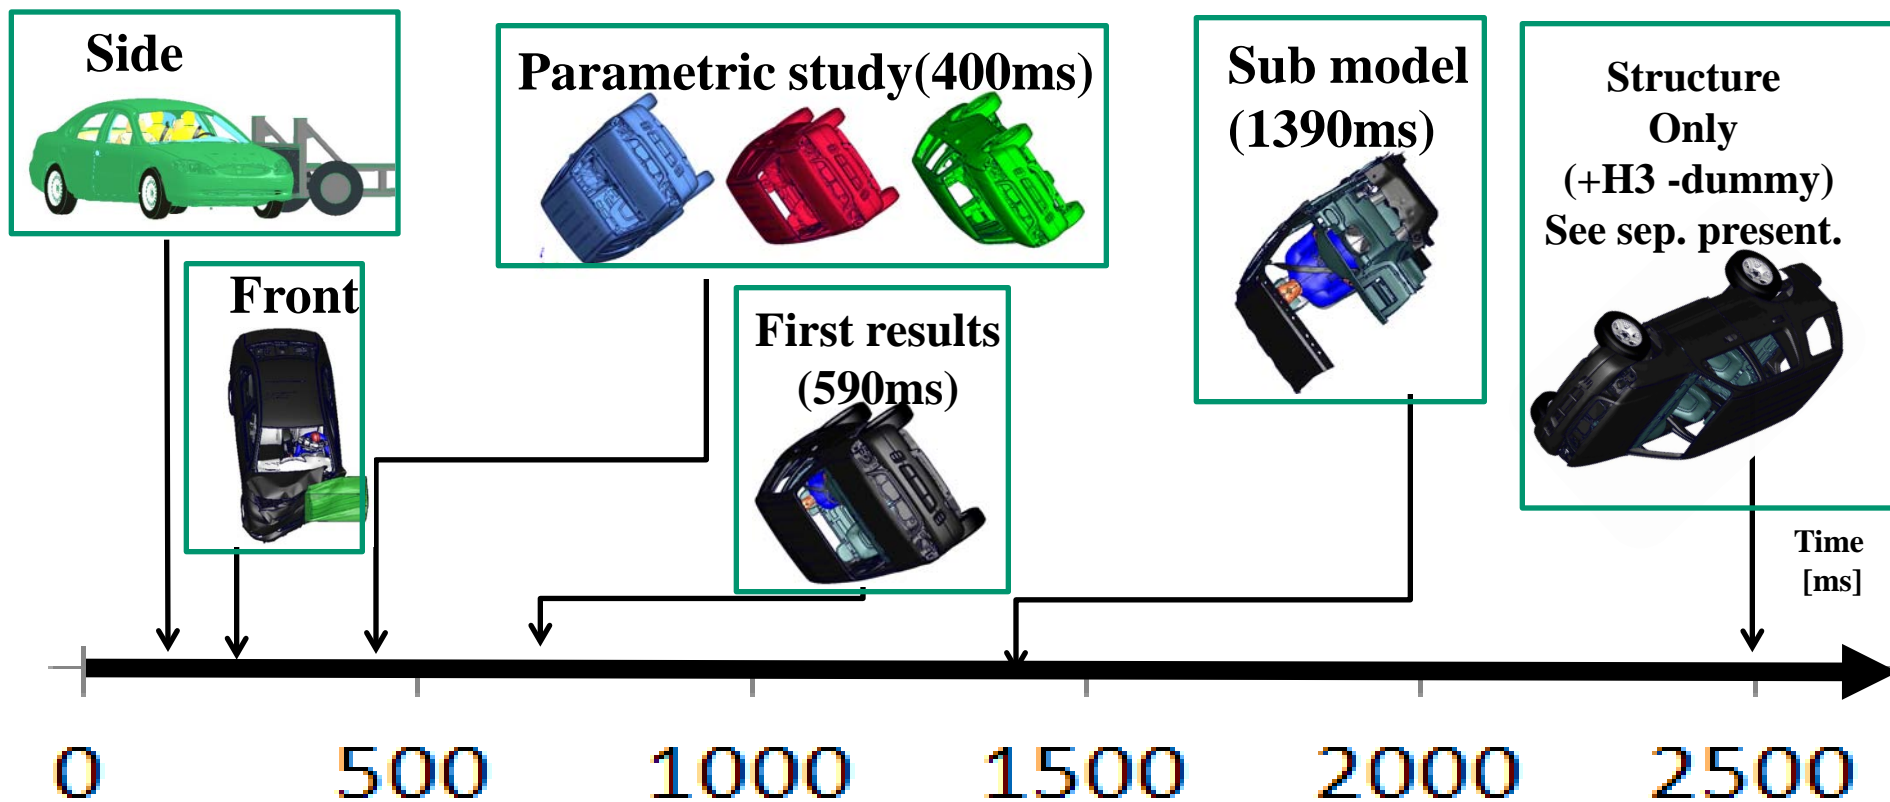 Side
Front
Parametric study(400ms)
First results
(590ms)
Sub model
(1390ms)
Structure
Only
(+H3 -dummy)
See sep. present.
Time
[ms]
0 500 1000 1500 2000 2500